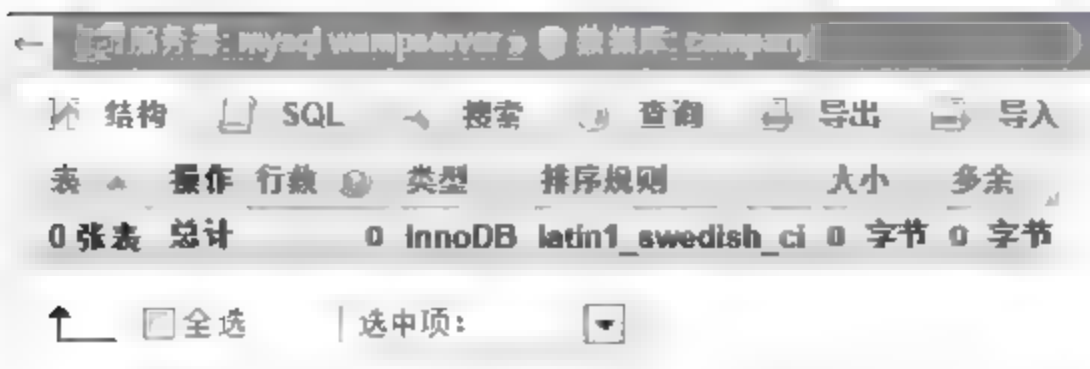 服务器: mysql wampserver » 数据库: company
结构 SQL 搜索 查询 导出 导入
表 操作 行数 类型 排序规则 大小 多余
0 张表 总计 0 InnoDB latin1_swedish_ci 0 字节 0 字节
全选 选中项: